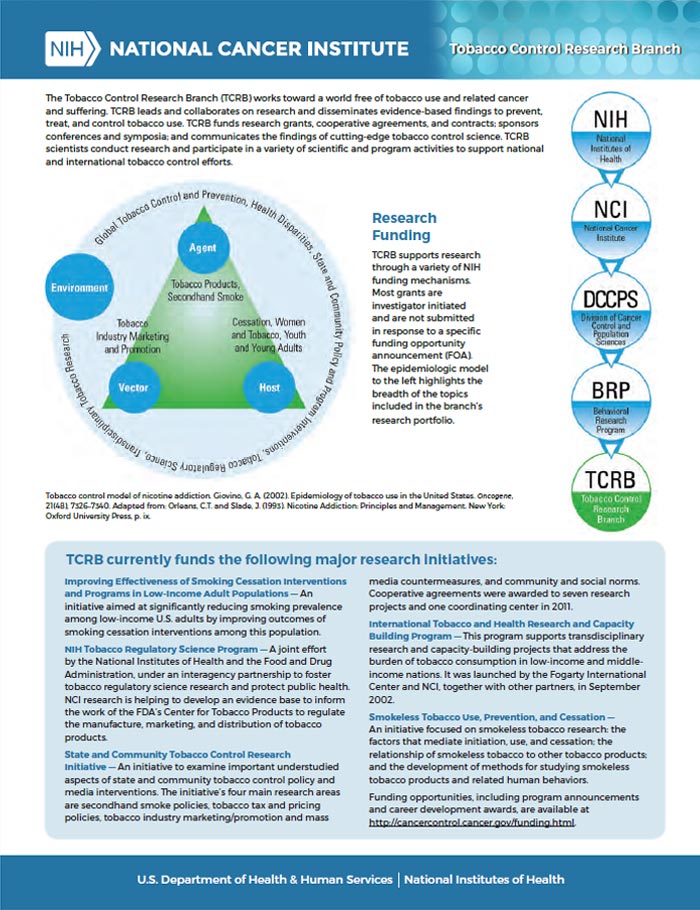 NIH NATIONAL CANCER INSTITUTE
Tobacco Control Research Branch
The Tobacco Control Research Branch (TCRB) works toward a world free of tobacco use and related cancer
and suffering. TCRB leads and collaborates on research and disseminates evidence-based findings to prevent,
treat, and control tobacco use. TCRB funds research grants, cooperative agreements, and contracts; sponsors
conferences and symposia; and communicates the findings of cutting-edge tobacco control science. TCRB
scientists conduct research and participate in a variety of scientific and program activities to support national
and international tobacco control efforts.
Global Tobacco Control and Prevention, Health Disparities, State and Community Policy and Program Interventions, Tobacco Regulatory Science, Transdisciplinary Tobacco Research
Agent
Environment
Tobacco Products,
Secondhand Smoke
Tobacco
Industry Marketing
and Promotion
Cessation, Women
and Tobacco, Youth
and Young Adults
Vector
Host
Research
Funding
TCRB supports research
through a variety of NIH
funding mechanisms.
Most grants are
investigator initiated
and are not submitted
in response to a specific
funding opportunity
announcement (FOA).
The epidemiologic model
to the left highlights the
breadth of the topics
included in the branch's
research portfolio.
NIH
National
Institutes of
Health
NCI
National Cancer
Institute
DCCPS
Division of Cancer
Control and
Population
Sciences
BRP
Behavioral
Research
Program
TCRB
Tobacco Control
Research
Branch
Tobacco control model of nicotine addiction. Giovino, G. A. (2002). Epidemiology of tobacco use in the United States. Oncogene,
21(48), 7326-7340. Adapted from: Orleans, C.T. and Slade, J. (1993). Nicotine Addiction: Principles and Management. New York:
Oxford University Press, p. ix.
TCRB currently funds the following major research initiatives:
Improving Effectiveness of Smoking Cessation Interventions
and Programs in Low-Income Adult Populations — An
initiative aimed at significantly reducing smoking prevalence
among low-income U.S. adults by improving outcomes of
smoking cessation interventions among this population.
NIH Tobacco Regulatory Science Program — A joint effort
by the National Institutes of Health and the Food and Drug
Administration, under an interagency partnership to foster
tobacco regulatory science research and protect public health.
NCI research is helping to develop an evidence base to inform
the work of the FDA's Center for Tobacco Products to regulate
the manufacture, marketing, and distribution of tobacco
products.
State and Community Tobacco Control Research
Initiative — An initiative to examine important understudied
aspects of state and community tobacco control policy and
media interventions. The initiative's four main research areas
are secondhand smoke policies, tobacco tax and pricing
policies, tobacco industry marketing/promotion and mass
media countermeasures, and community and social norms.
Cooperative agreements were awarded to seven research
projects and one coordinating center in 2011.
International Tobacco and Health Research and Capacity
Building Program — This program supports transdisciplinary
research and capacity-building projects that address the
burden of tobacco consumption in low-income and middle-
income nations. It was launched by the Fogarty International
Center and NCI, together with other partners, in September
2002.
Smokeless Tobacco Use, Prevention, and Cessation —
An initiative focused on smokeless tobacco research: the
factors that mediate initiation, use, and cessation; the
relationship of smokeless tobacco to other tobacco products;
and the development of methods for studying smokeless
tobacco products and related human behaviors.
Funding opportunities, including program announcements
and career development awards, are available at
http://cancercontrol.cancer.gov/funding.html.
U.S. Department of Health & Human Services | National Institutes of Health